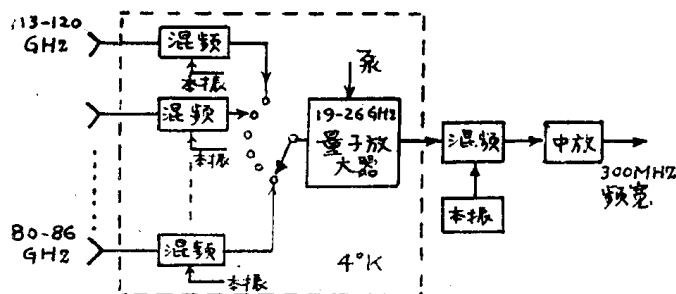 113-120
GHz
混频
本振
混频
本振
80-86
GHz
混频
本振
泵
19-26GHz
量子放
大器
4°K
混频
本振
中放
300MHz
频宽